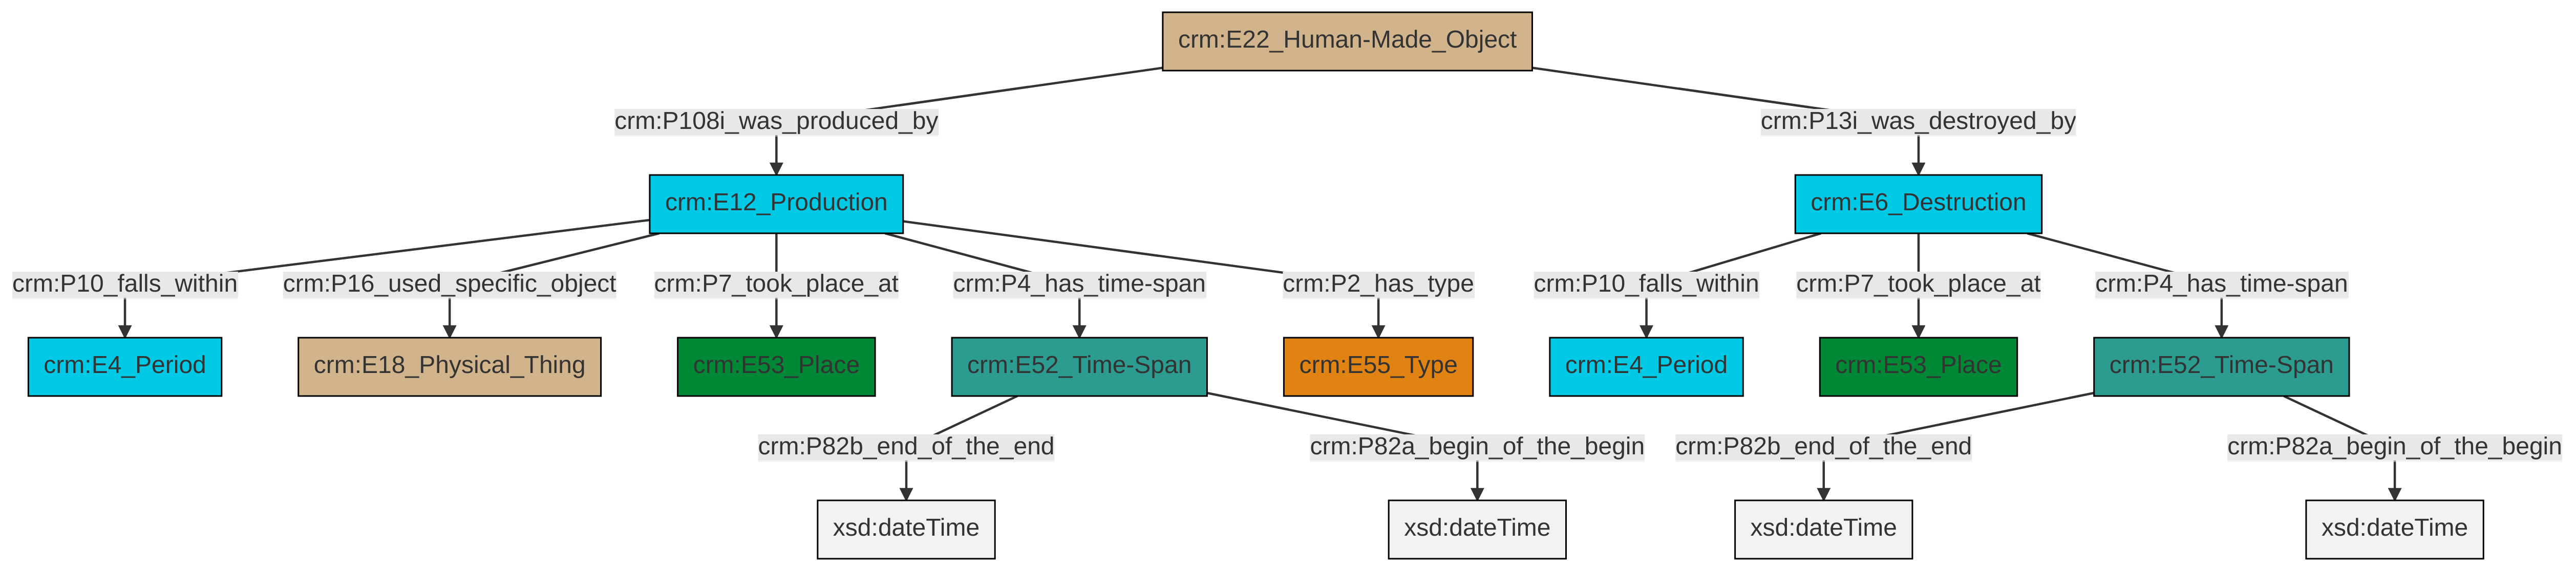 crm:E22_Human-Made_Object
crm:P108i_was_produced_by
crm:P13i_was_destroyed_by
crm:E12_Production
crm:E6_Destruction
crm:P10_falls_within
crm:P16_used_specific_object
crm:P7_took_place_at
crm:P4_has_time-span
crm:P2_has_type
crm:P10_falls_within
crm:P7_took_place_at
crm:P4_has_time-span
crm:E4_Period
crm:E18_Physical_Thing
crm:E53_Place
crm:E52_Time-Span
crm:E55_Type
crm:E4_Period
crm:E53_Place
crm:E52_Time-Span
crm:P82b_end_of_the_end
crm:P82a_begin_of_the_begin
crm:P82b_end_of_the_end
crm:P82a_begin_of_the_begin
xsd:dateTime
xsd:dateTime
xsd:dateTime
xsd:dateTime